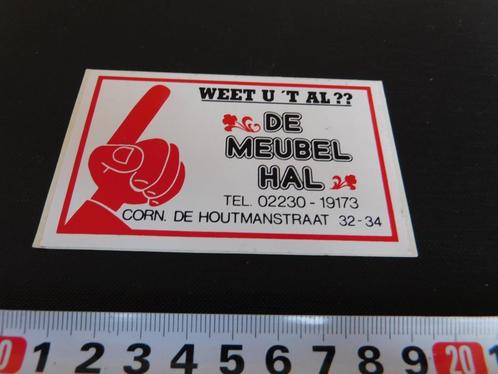 WEET U 'T AL??
DE
MEUBEL
HAL
TEL. 02230 - 19173
CORN. DE HOUTMANSTRAAT 32-34
0 1 2 3 4 5 6 7 8 9 20 1